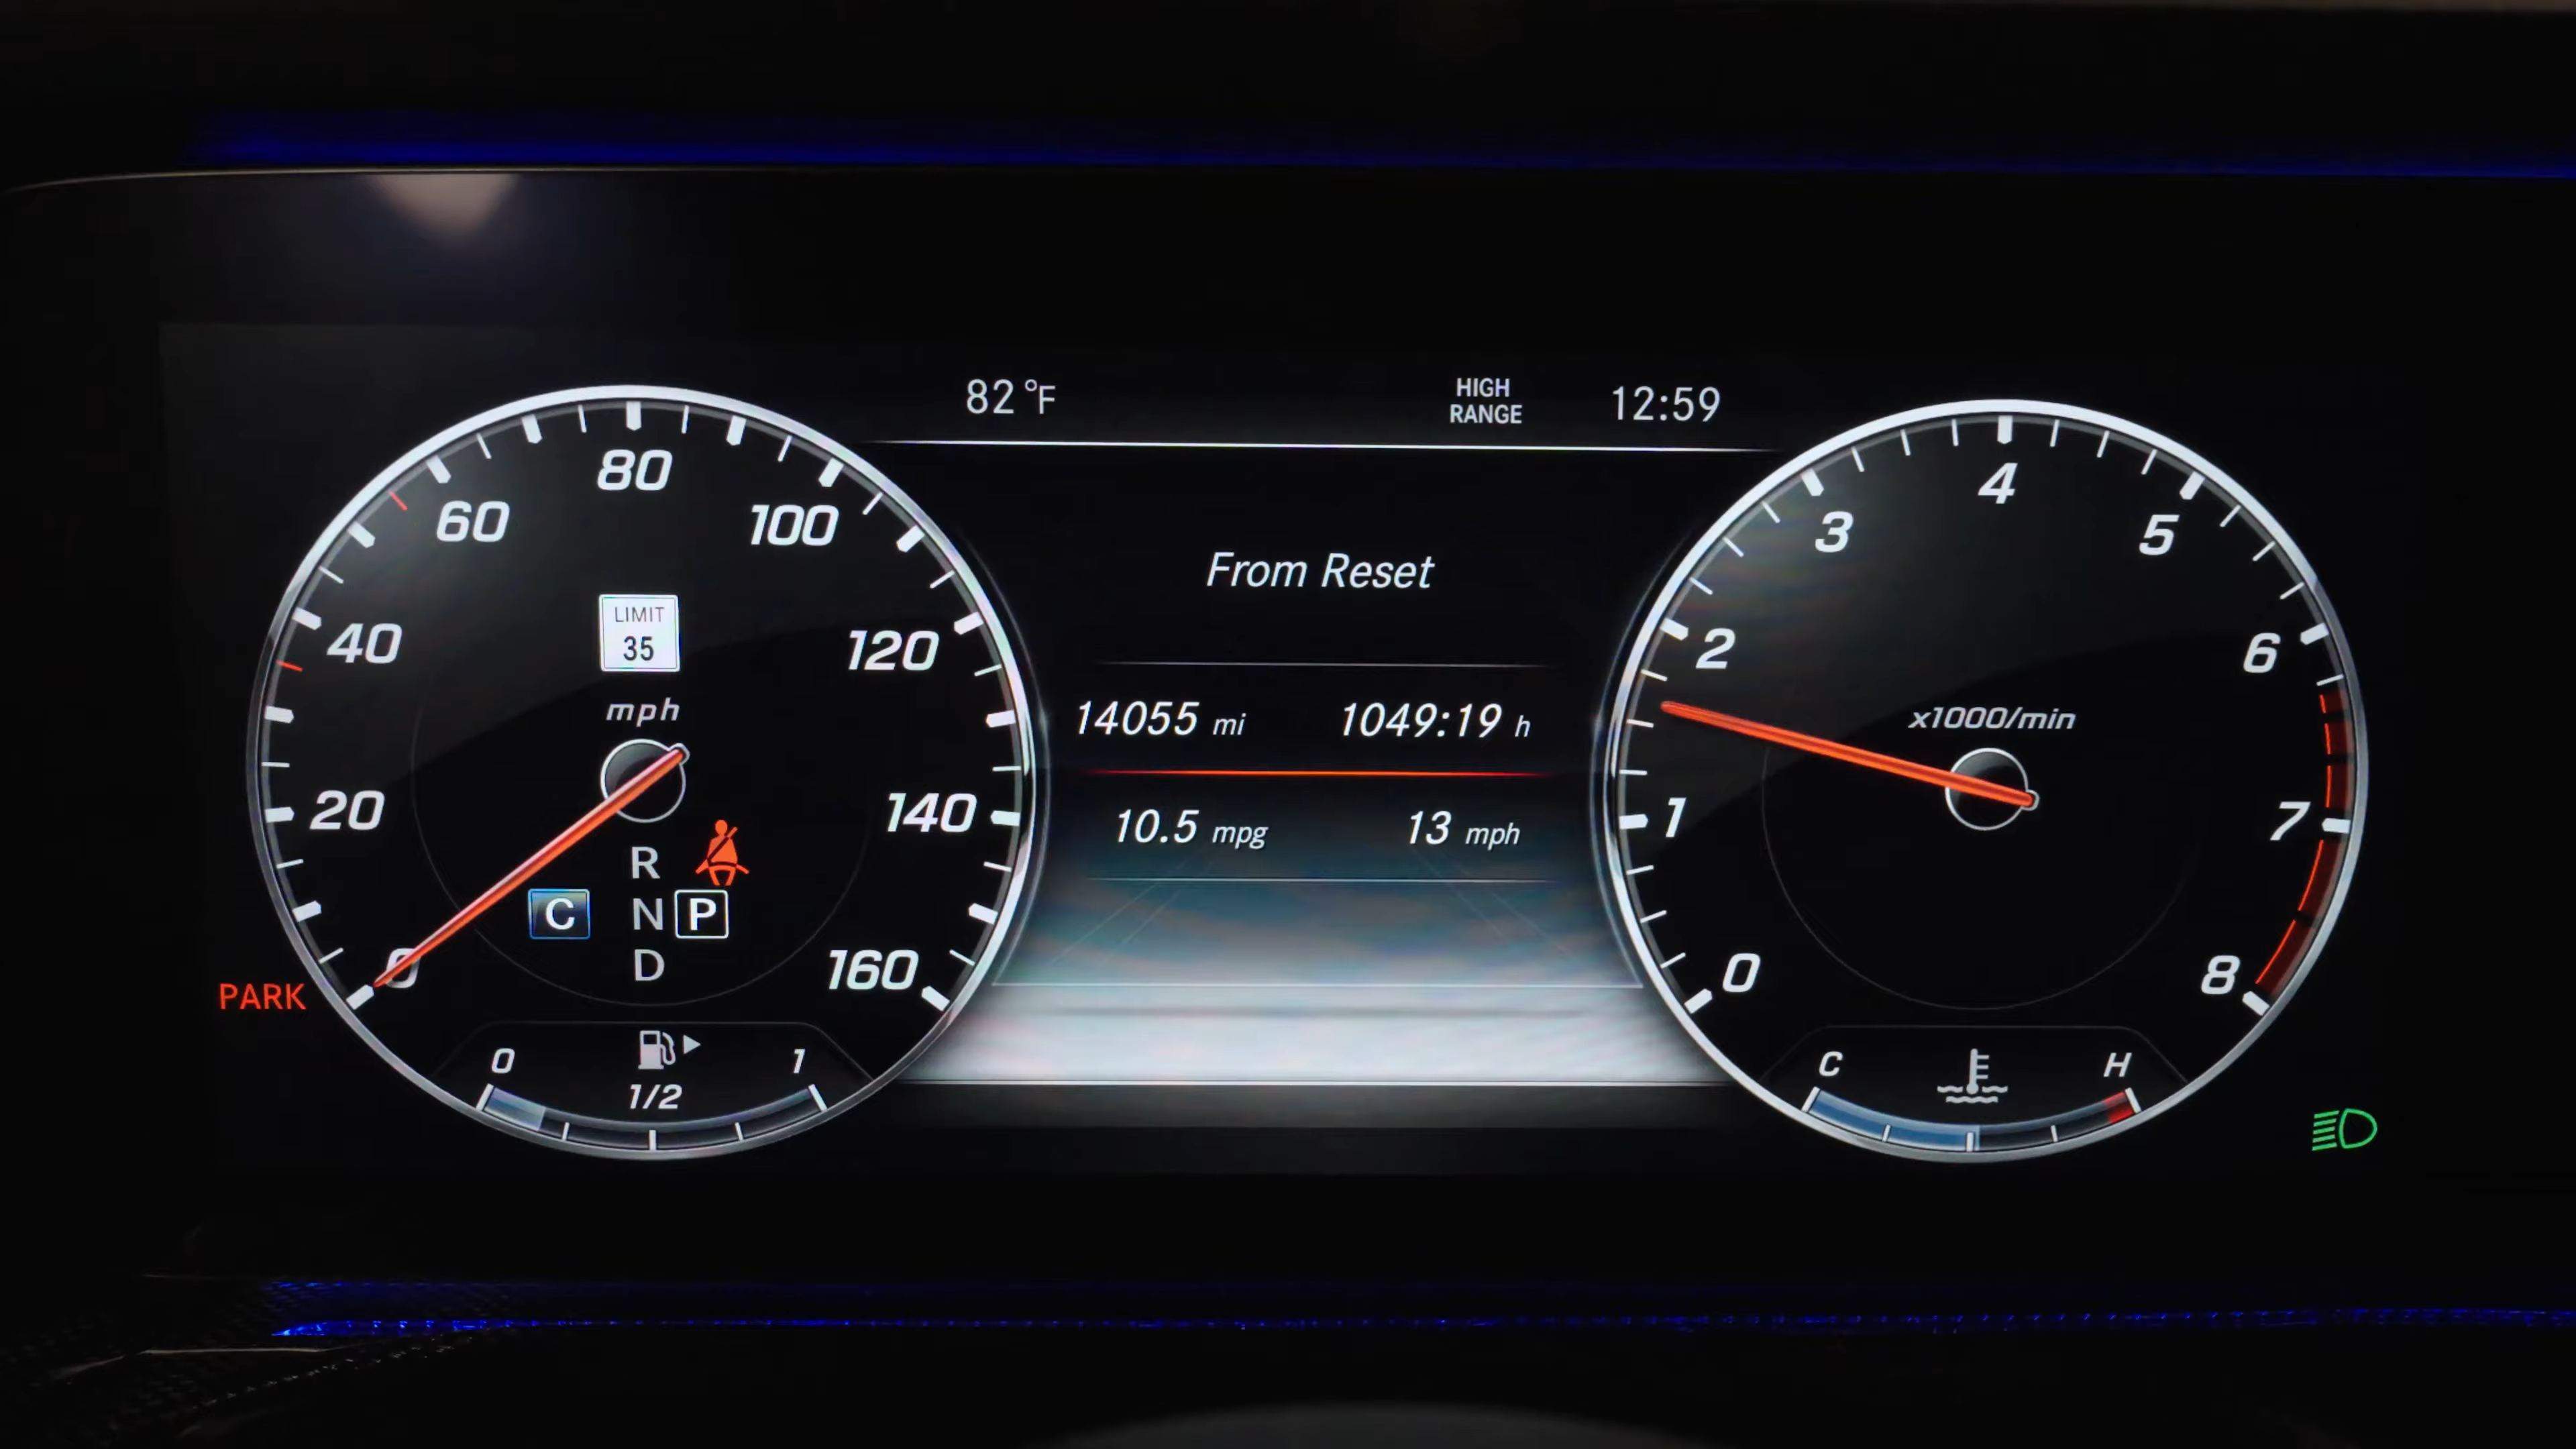 82 °F HIGH RANGE 12:59
0 20 40 60 80 100 120 140 160
LIMIT
35
mph
R
C N P
D
PARK
0 1/2 1
From Reset
14055 mi 1049:19 h
10.5 mpg 13 mph
0 1 2 3 4 5 6 7 8
x1000/min
C H